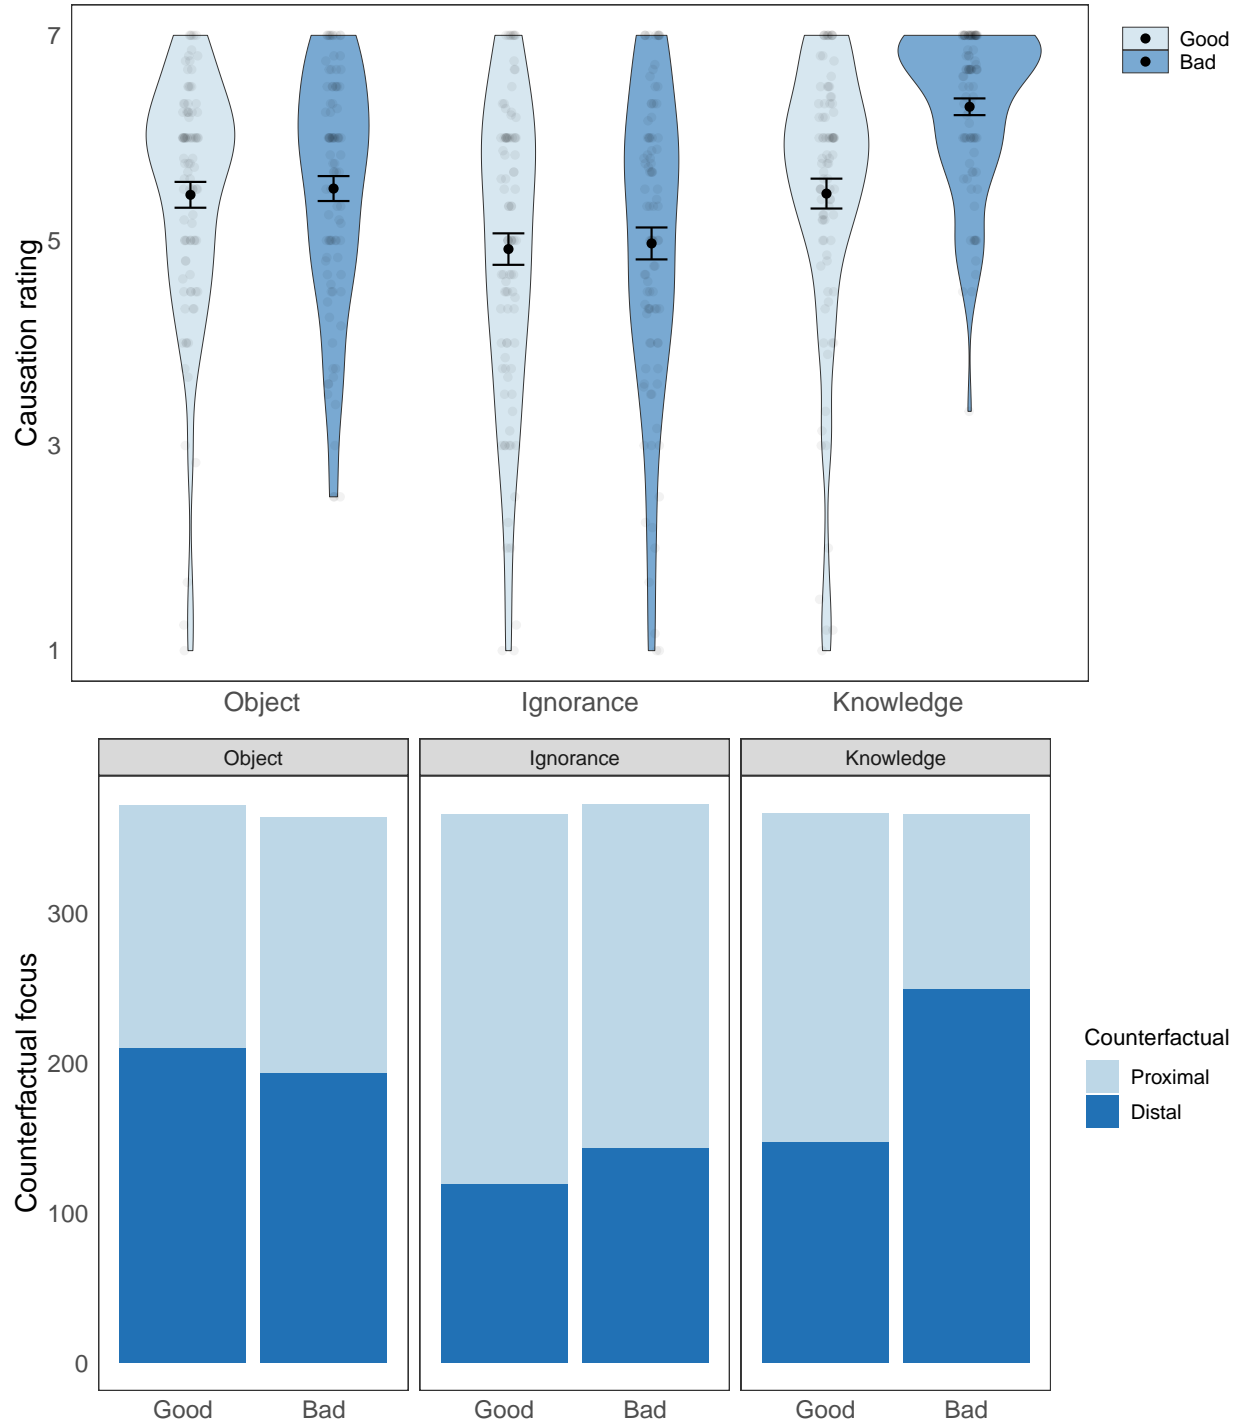 7
5
3
1
Causation rating
Object Ignorance Knowledge
Good
Bad
Object Ignorance Knowledge
300
200
100
0
Counterfactual focus
Good Bad Good Bad Good Bad
Counterfactual
Proximal
Distal